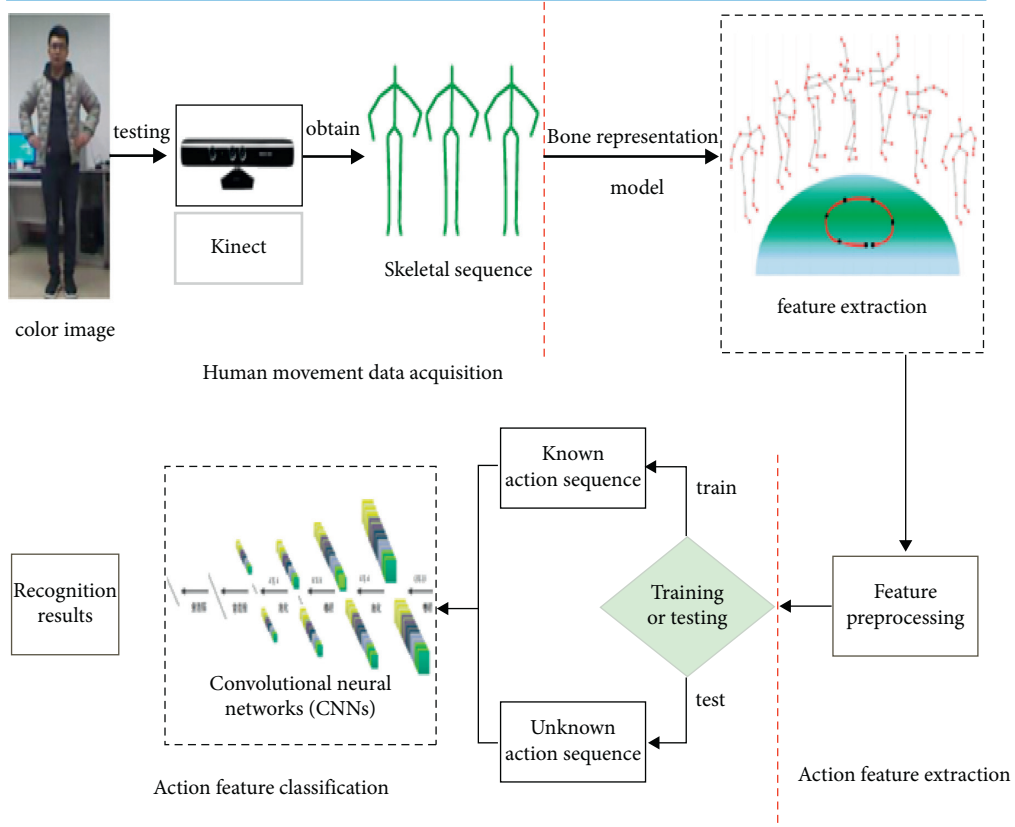 testing
obtain
Bone representation
model
Kinect
Skeletal sequence
feature extraction
color image
Human movement data acquisition
Known
action sequence
train
Recognition
results
Training
or testing
Feature
preprocessing
Convolutional neural
networks (CNNs)
test
Unknown
action sequence
Action feature classification
Action feature extraction